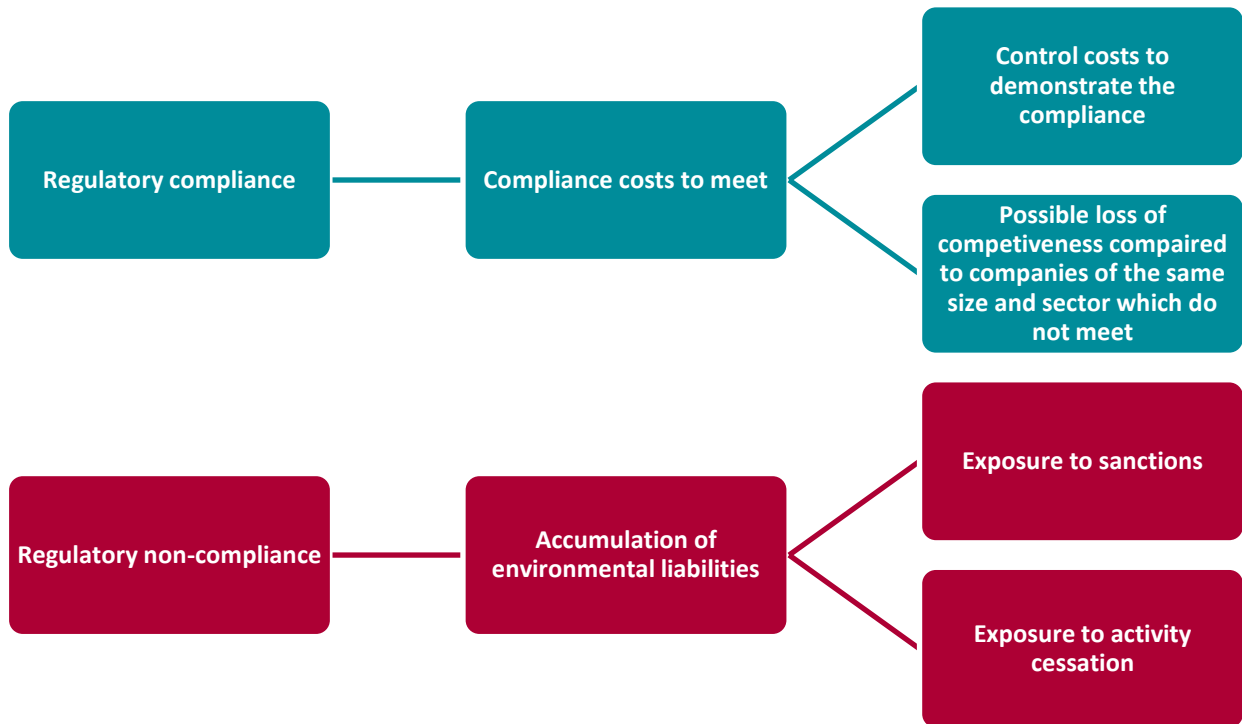 Regulatory compliance
Compliance costs to meet
Control costs to
demonstrate the
compliance
Possible loss of
competiveness compaired
to companies of the same
size and sector which do
not meet
Regulatory non-compliance
Accumulation of
environmental liabilities
Exposure to sanctions
Exposure to activity
cessation